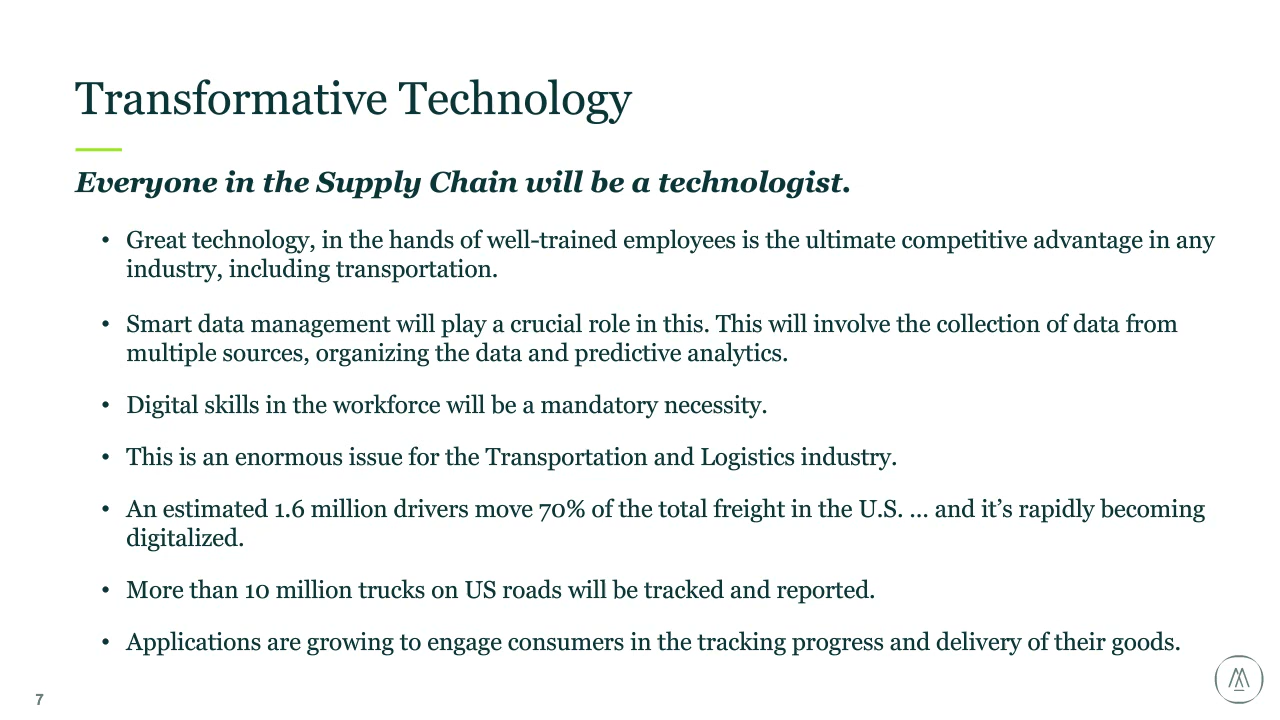 Transformative Technology
Everyone in the Supply Chain will be a technologist.
• Great technology, in the hands of well-trained employees is the ultimate competitive advantage in any
industry, including transportation.
• Smart data management will play a crucial role in this. This will involve the collection of data from
multiple sources, organizing the data and predictive analytics.
• Digital skills in the workforce will be a mandatory necessity.
• This is an enormous issue for the Transportation and Logistics industry.
• An estimated 1.6 million drivers move 70% of the total freight in the U.S. ... and it’s rapidly becoming
digitalized.
• More than 10 million trucks on US roads will be tracked and reported.
• Applications are growing to engage consumers in the tracking progress and delivery of their goods.
7